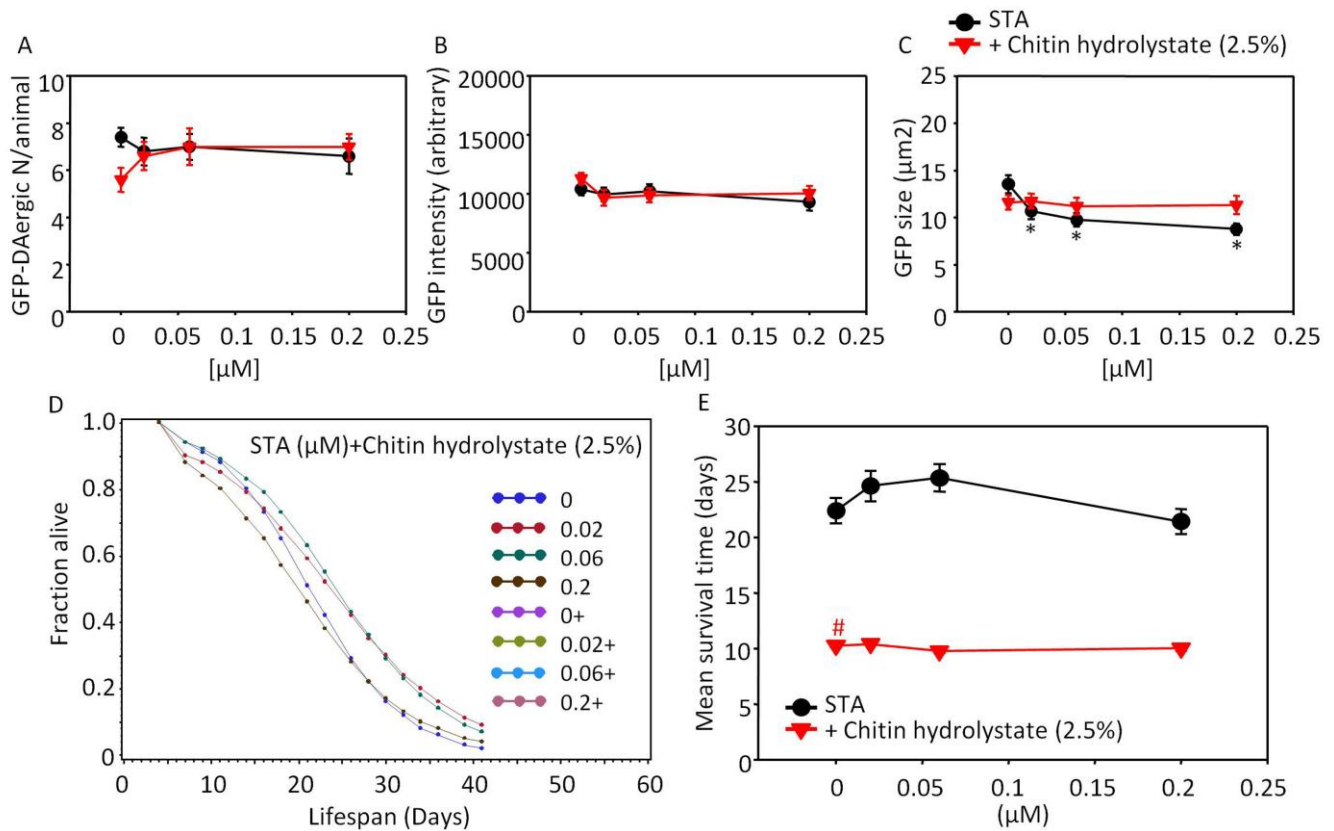 STA
+ Chitin hydrolystate (2.5%)
A
GFP-DAergic N/animal
10
8
6
4
2
0
0 0.05 0.1 0.15 0.2 0.25
[µM]
B
GFP intensity (arbitrary)
20000
15000
10000
5000
0
0 0.05 0.1 0.15 0.2 0.25
[µM]
C
GFP size (µm2)
25
20
15
10
5
0
* * *
0 0.05 0.1 0.15 0.2 0.25
[µM]
D
Fraction alive
1.0
0.8
0.6
0.4
0.2
0
STA (µM)+Chitin hydrolystate (2.5%)
0
0.02
0.06
0.2
0+
0.02+
0.06+
0.2+
0 10 20 30 40 50 60
Lifespan (Days)
E
Mean survival time (days)
30
25
20
15
10
5
0
#
STA
+ Chitin hydrolystate (2.5%)
0 0.05 0.1 0.15 0.2 0.25
(µM)